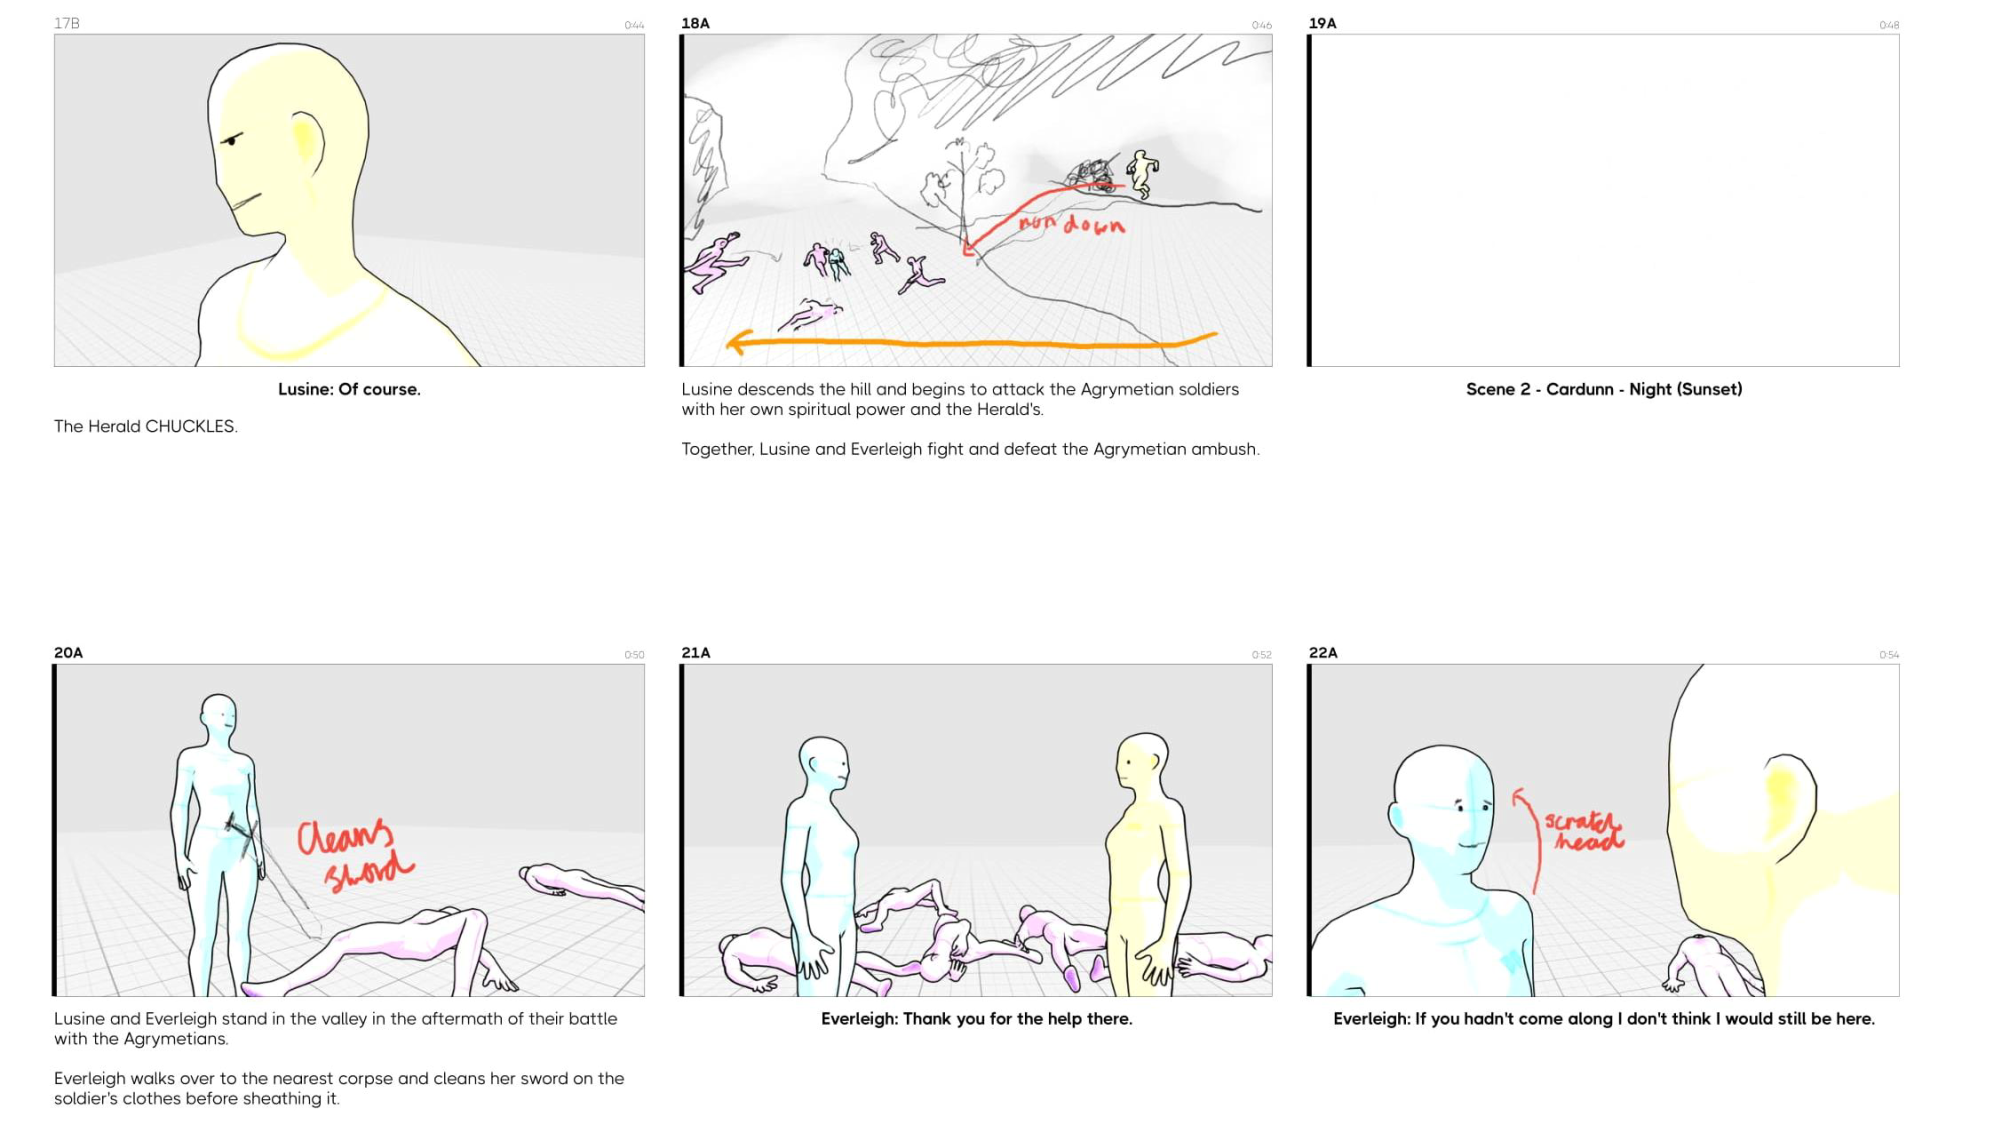 17B 0:44
18A 0:46
19A 0:48
run down
Lusine: Of course.
The Herald CHUCKLES.
Lusine descends the hill and begins to attack the Agrymetian soldiers
with her own spiritual power and the Herald's.
Together, Lusine and Everleigh fight and defeat the Agrymetian ambush.
Scene 2 - Cardunn - Night (Sunset)
20A 0:50
21A 0:52
22A 0:54
Cleans
Sword
scratch
head
Lusine and Everleigh stand in the valley in the aftermath of their battle
with the Agrymetians.
Everleigh walks over to the nearest corpse and cleans her sword on the
soldier's clothes before sheathing it.
Everleigh: Thank you for the help there.
Everleigh: If you hadn't come along I don't think I would still be here.